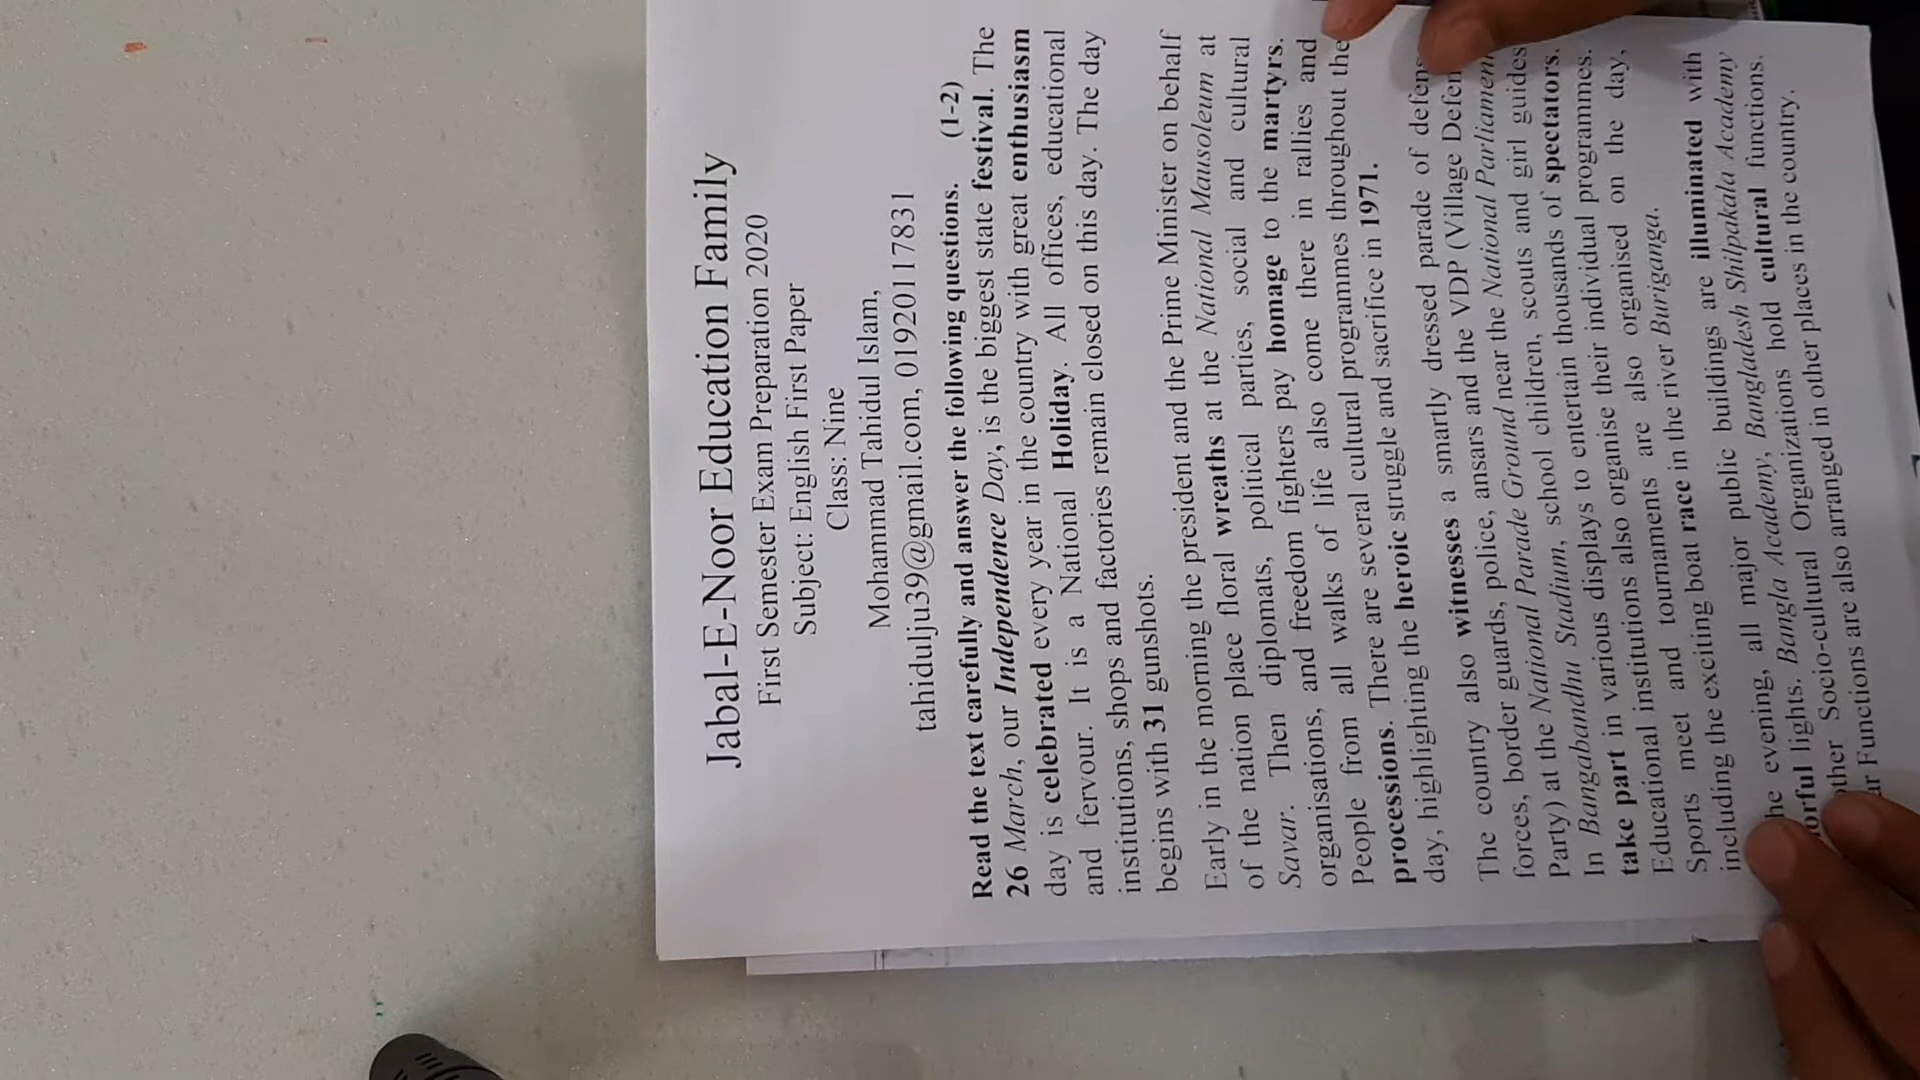 Jabal-E-Noor Education Family
First Semester Exam Preparation 2020
Subject: English First Paper
Class: Nine
Mohammad Tahidul Islam,
tahidulju39@gmail.com, 01920117831
Read the text carefully and answer the following questions. (1-2)
26 March, our Independence Day, is the biggest state festival. The
day is celebrated every year in the country with great enthusiasm
and fervour. It is a National Holiday. All offices, educational
institutions, shops and factories remain closed on this day. The day
begins with 31 gunshots.
Early in the morning the president and the Prime Minister on behalf
of the nation place floral wreaths at the National Mausoleum at
Savar. Then diplomats, political parties, social and cultural
organisations, and freedom fighters pay homage to the martyrs.
People from all walks of life also come there in rallies and
processions. There are several cultural programmes throughout the
day, highlighting the heroic struggle and sacrifice in 1971.
The country also witnesses a smartly dressed parade of
forces, border guards, police, ansars and the VDP (Village
Party) at the National Parade Ground near the National Parliament
In Bangabandhu Stadium, school children, scouts and girl guides
take part in various displays to entertain thousands of spectators.
Educational institutions also organise their individual programmes.
Sports meet and tournaments are also organised on the day,
including the exciting boat race in the river Buriganga.
evening, all major public buildings are illuminated with
lights. Bangla Academy, Bangladesh Shilpakala Academy
Socio-cultural Organizations hold cultural functions.
Functions are also arranged in other places in the country.